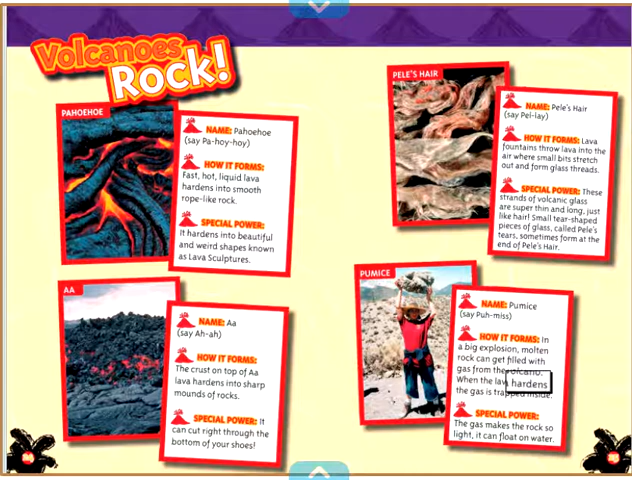 Volcanoes
Rock!
PAHOEHOE
NAME: Pahoehoe
(say Pa-hoy-hoy)
HOW IT FORMS:
Fast, hot, liquid lava
hardens into smooth
rope-like rock.
SPECIAL POWER:
It hardens into beautiful
and weird shapes known
as Lava Sculptures.
AA
NAME: Aa
(say Ah-ah)
HOW IT FORMS:
The crust on top of Aa
lava hardens into sharp
mounds of rocks.
SPECIAL POWER: It
can cut right through the
bottom of your shoes!
PELE'S HAIR
NAME: Pele's Hair
(say Pel-lay)
HOW IT FORMS: Lava
fountains throw lava into the
air where small bits stretch
out and form glass threads.
SPECIAL POWER: These
strands of volcanic glass
are super thin and long, just
like hair! Small tear-shaped
pieces of glass, called Pele's
tears, sometimes form at the
end of Pele's Hair.
PUMICE
NAME: Pumice
(say Puh-miss)
HOW IT FORMS: In
a big explosion, molten
rock can get filled with
gas from the volcano.
When the lav hardens
the gas is trapped inside.
SPECIAL POWER:
The gas makes the rock so
light, it can float on water.